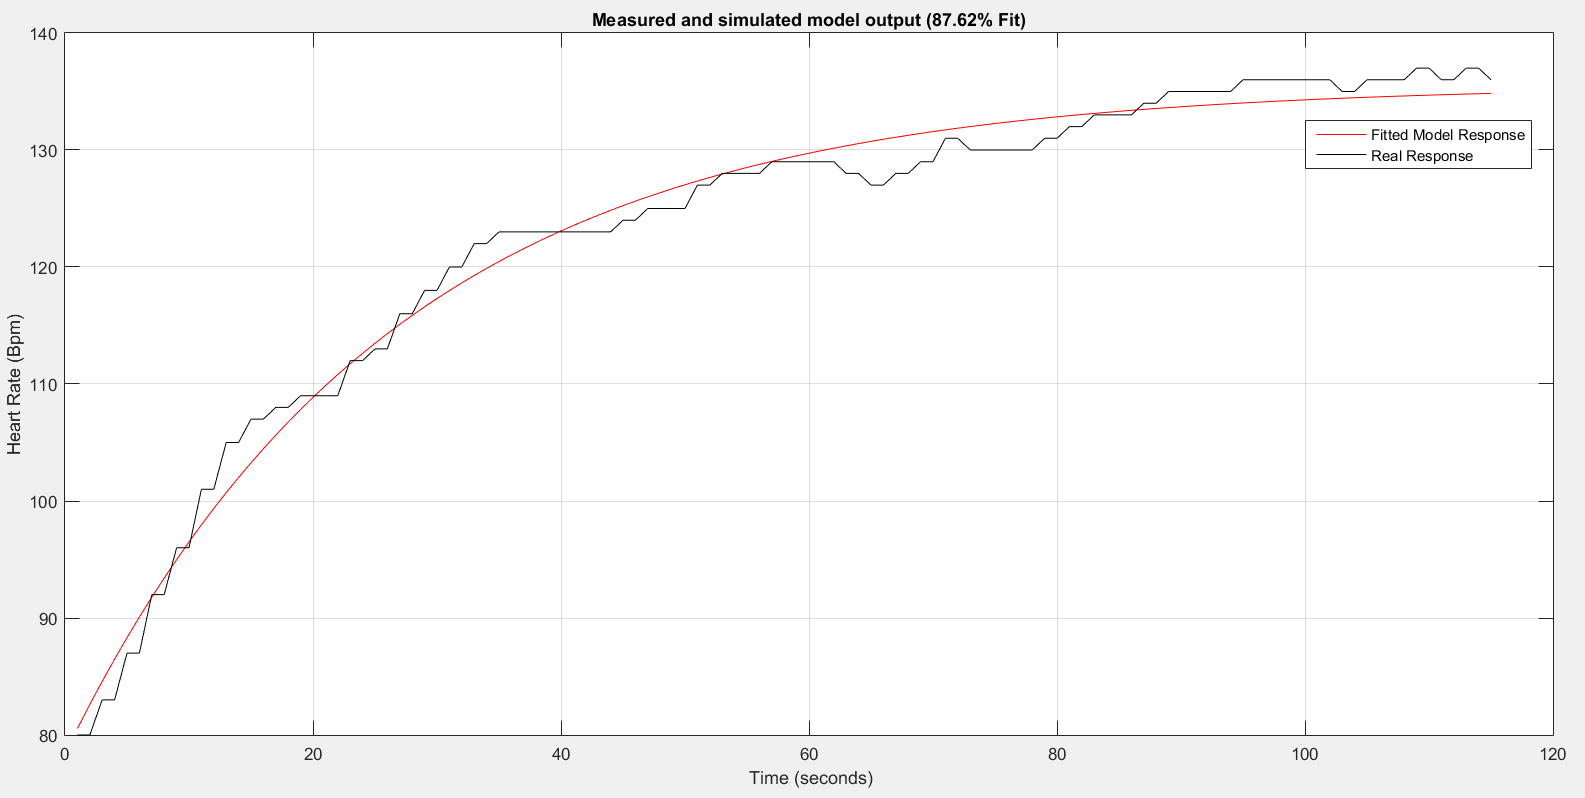 Measured and simulated model output (87.62% Fit)
140
130
120
110
100
90
80
Heart Rate (Bpm)
Fitted Model Response
Real Response
0 20 40 60 80 100 120
Time (seconds)